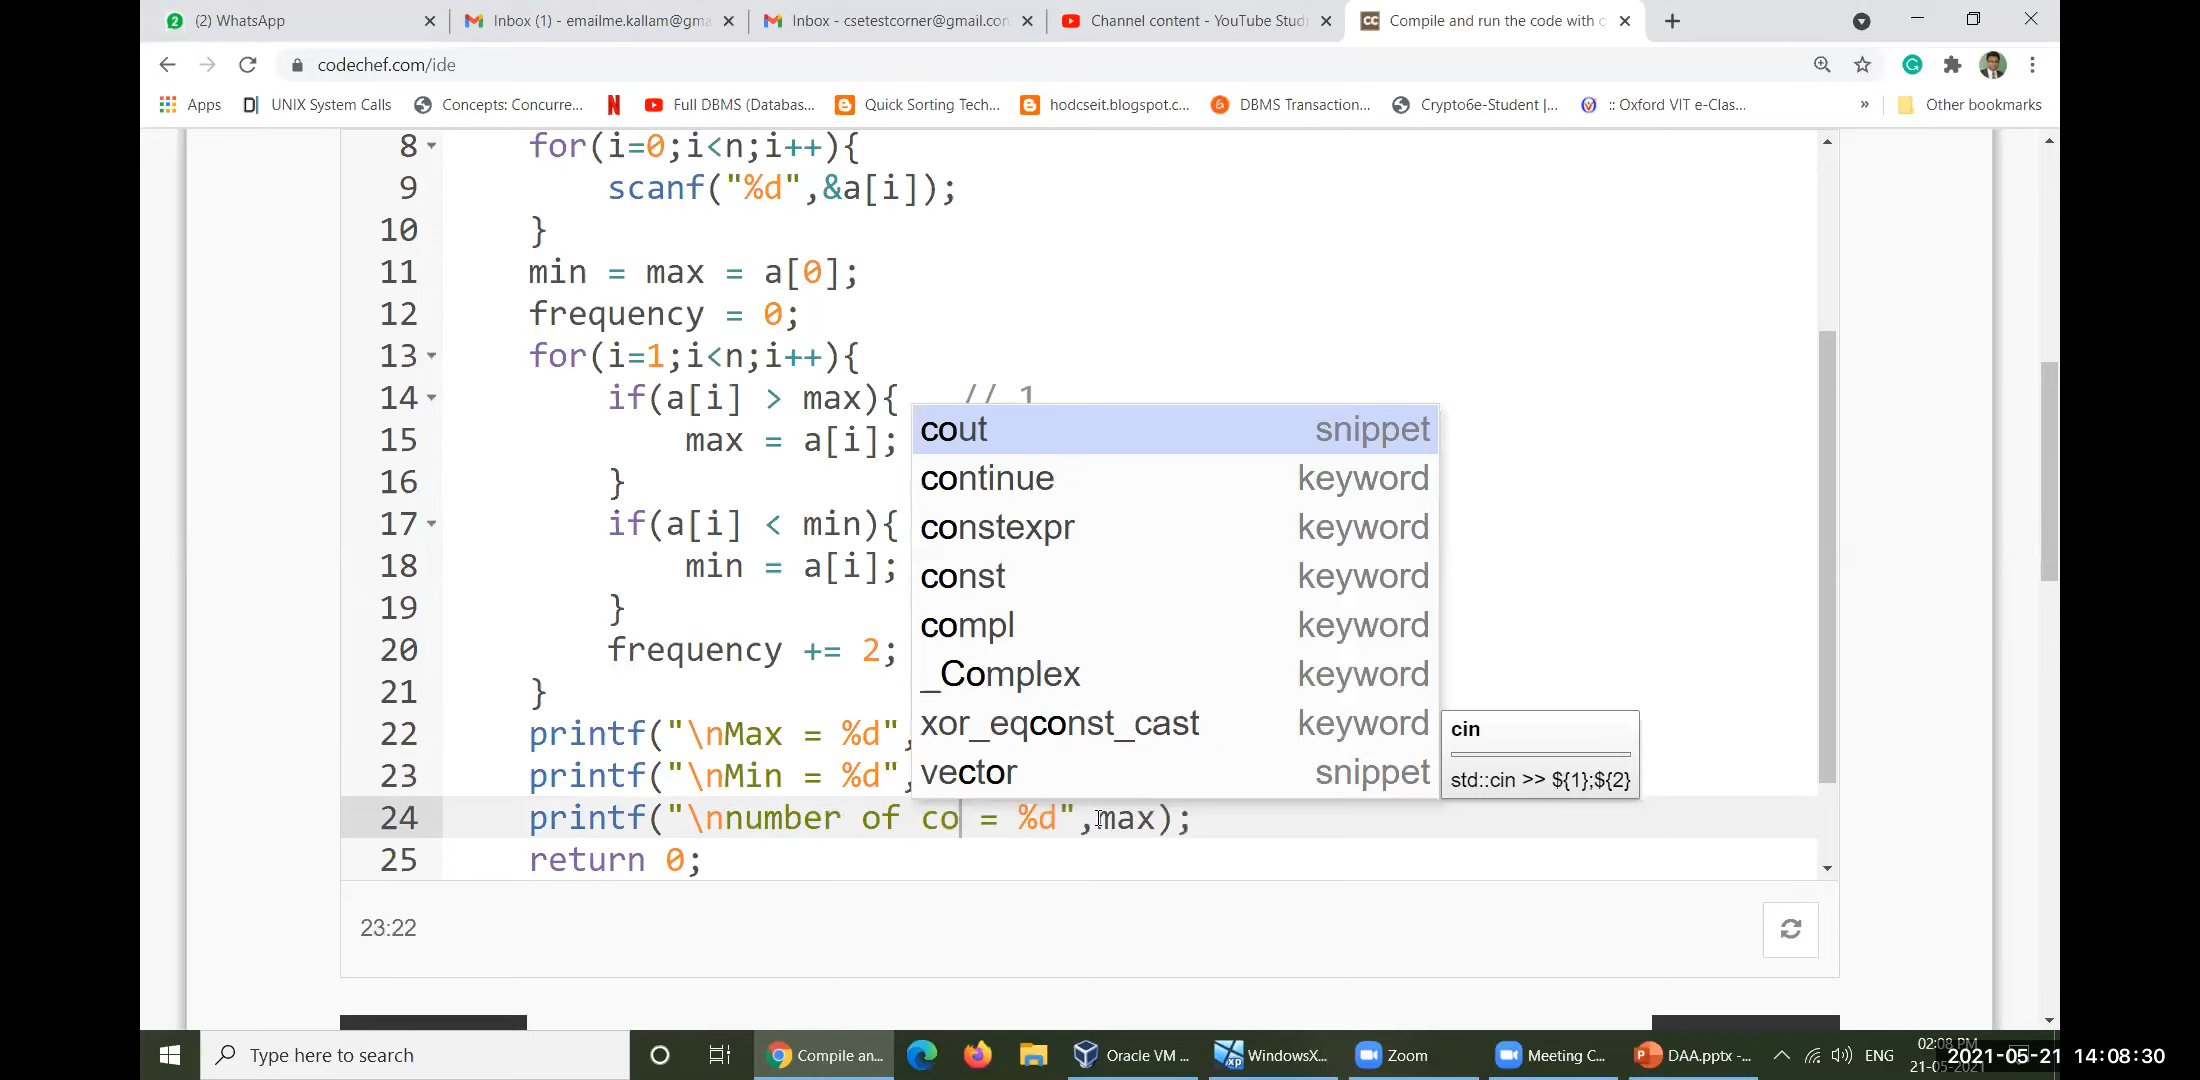 (2) WhatsApp
Inbox (1) - emailme.kallam@gma
Inbox - csetestcorner@gmail.con
Channel content - YouTube Stud
Compile and run the code with c
codechef.com/ide
Apps
UNIX System Calls
Concepts: Concurre...
Full DBMS (Databas...
Quick Sorting Tech...
hodcseit.blogspot.c...
DBMS Transaction...
Crypto6e-Student |...
:: Oxford VIT e-Clas...
»
Other bookmarks
8 for(i=0;i<n;i++){
9 scanf("%d",&a[i]);
10 }
11 min = max = a[0];
12 frequency = 0;
13 for(i=1;i<n;i++){
14 if(a[i] > max){ // 1
15 max = a[i];
16 }
17 if(a[i] < min){
18 min = a[i];
19 }
20 frequency += 2;
21 }
22 printf("\nMax = %d",
23 printf("\nMin = %d",
24 printf("\nnumber of co = %d",max);
25 return 0;
cout snippet
continue keyword
constexpr keyword
const keyword
compl keyword
_Complex keyword
xor_eqconst_cast keyword
vector snippet
cin
std::cin >> ${1};${2}
23:22
Type here to search
Compile an...
Oracle VM ...
WindowsX...
Zoom
Meeting C...
DAA.pptx -...
ENG
02:08 PM
21-05-2021
2021-05-21 14:08:30